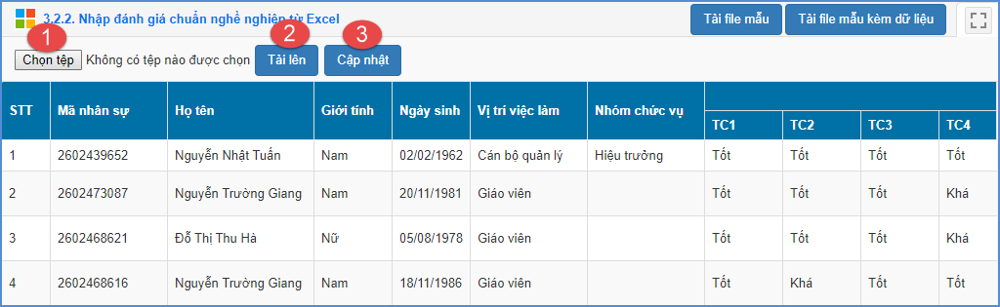 3.2.2. Nhập đánh giá chuẩn nghề nghiệp từ Excel
Tải file mẫu
Tải file mẫu kèm dữ liệu
1
2
3
Chọn tệp Không có tệp nào được chọn Tải lên Cập nhật
STT Mã nhân sự Họ tên Giới tính Ngày sinh Vị trí việc làm Nhóm chức vụ
TC1 TC2 TC3 TC4
1 2602439652 Nguyễn Nhật Tuấn Nam 02/02/1962 Cán bộ quản lý Hiệu trưởng Tốt Tốt Tốt Tốt
2 2602473087 Nguyễn Trường Giang Nam 20/11/1981 Giáo viên Tốt Tốt Tốt Khá
3 2602468621 Đỗ Thị Thu Hà Nữ 05/08/1978 Giáo viên Tốt Tốt Tốt Khá
4 2602468616 Nguyễn Trường Giang Nam 18/11/1986 Giáo viên Tốt Khá Tốt Tốt